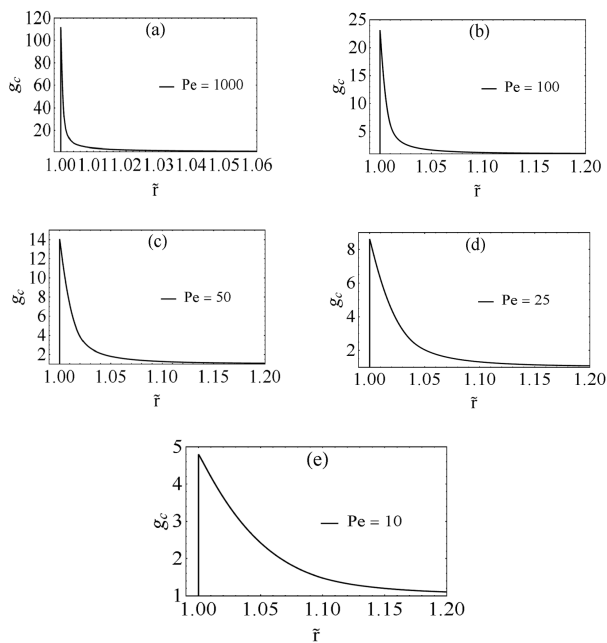 120
(a)
100
80
g_c
60
Pe = 1000
40
20
1.00 1.01 1.02 1.03 1.04 1.05 1.06
r̃
25
(b)
20
g_c
15
Pe = 100
10
5
1.00 1.05 1.10 1.15 1.20
r̃
14
(c)
12
10
g_c
8
Pe = 50
6
4
2
1.00 1.05 1.10 1.15 1.20
r̃
(d)
8
g_c
6
Pe = 25
4
2
1.00 1.05 1.10 1.15 1.20
r̃
5
(e)
4
g_c
Pe = 10
3
2
1
1.00 1.05 1.10 1.15 1.20
r̃